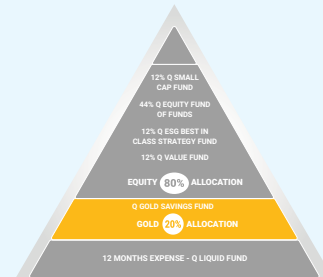 12% Q SMALL
CAP FUND
44% Q EQUITY FUND
OF FUNDS
12% Q ESG BEST IN
CLASS STRATEGY FUND
12% Q VALUE FUND
EQUITY 80% ALLOCATION
Q GOLD SAVINGS FUND
GOLD 20% ALLOCATION
12 MONTHS EXPENSE - Q LIQUID FUND